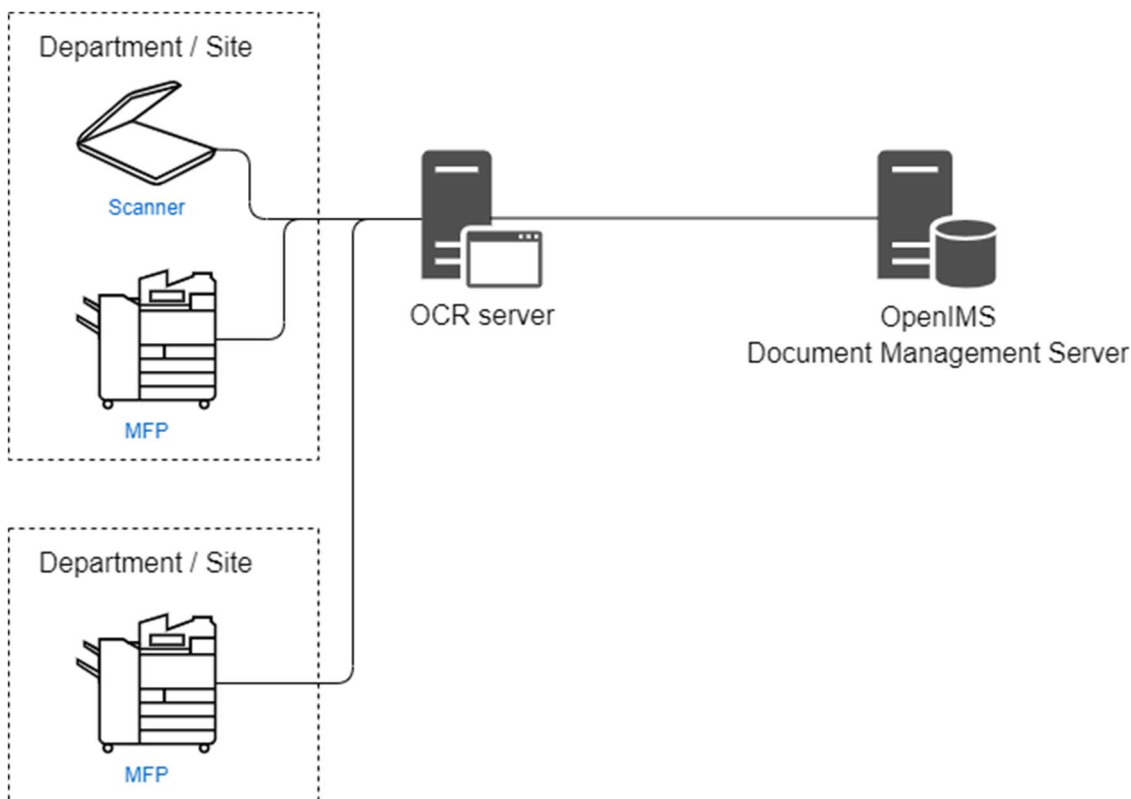 Department / Site
Scanner
MFP
OCR server
OpenIMS
Document Management Server
Department / Site
MFP